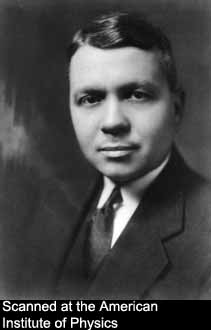 Scanned at the American
Institute of Physics